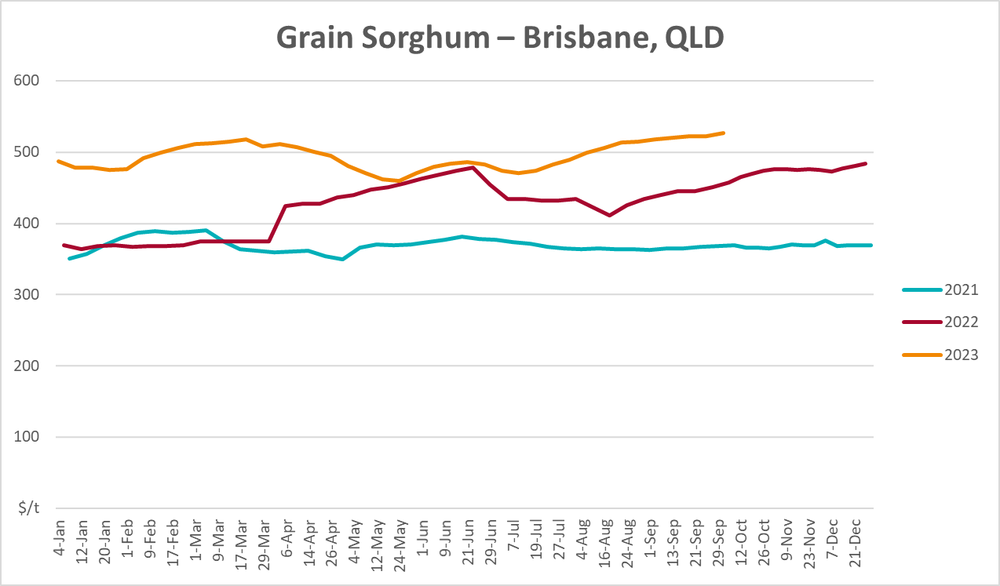 Grain Sorghum – Brisbane, QLD
600
500
400
300
200
100
$/t
4-Jan
12-Jan
20-Jan
1-Feb
9-Feb
17-Feb
1-Mar
9-Mar
17-Mar
29-Mar
6-Apr
14-Apr
26-Apr
4-May
12-May
24-May
1-Jun
9-Jun
21-Jun
29-Jun
7-Jul
19-Jul
27-Jul
4-Aug
16-Aug
24-Aug
1-Sep
13-Sep
21-Sep
29-Sep
12-Oct
26-Oct
9-Nov
23-Nov
7-Dec
21-Dec
2021
2022
2023